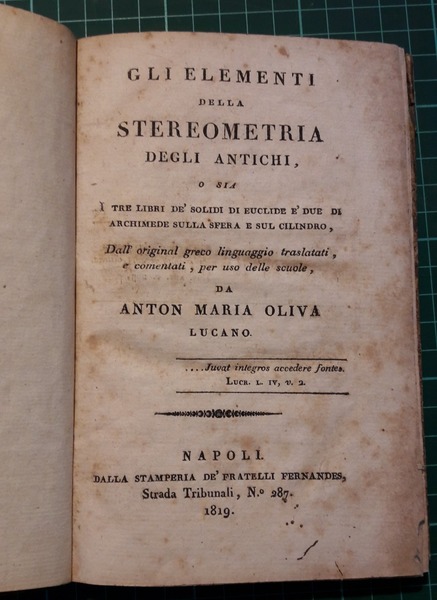 GLI ELEMENTI
DELLA
STEREOMETRIA
DEGLI ANTICHI,
O SIA
I TRE LIBRI DE' SOLIDI DI EUCLIDE E' DUE DI
ARCHIMEDE SULLA SFERA E SUL CILINDRO,
Dall' original greco linguaggio traslatati,
e comentati, per uso delle scuole,
DA
ANTON MARIA OLIVA
LUCANO.
....Juvat integros accedere fontes.
LUCR. L. IV, v. 2.
NAPOLI.
DALLA STAMPERIA DE' FRATELLI FERNANDES,
Strada Tribunali, N.o 287.
1819.